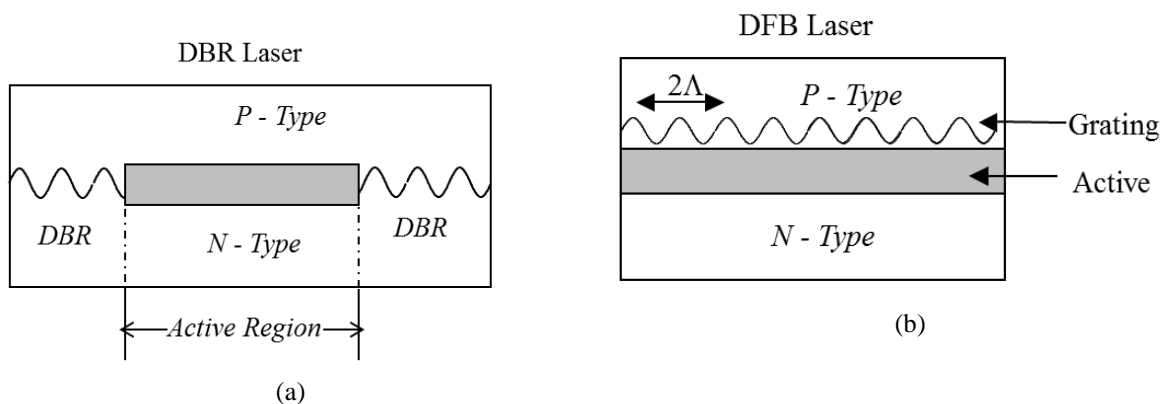 DBR Laser
P - Type
DBR
N - Type
DBR
Active Region
(a)
DFB Laser
2Λ
P - Type
Grating
Active
N - Type
(b)